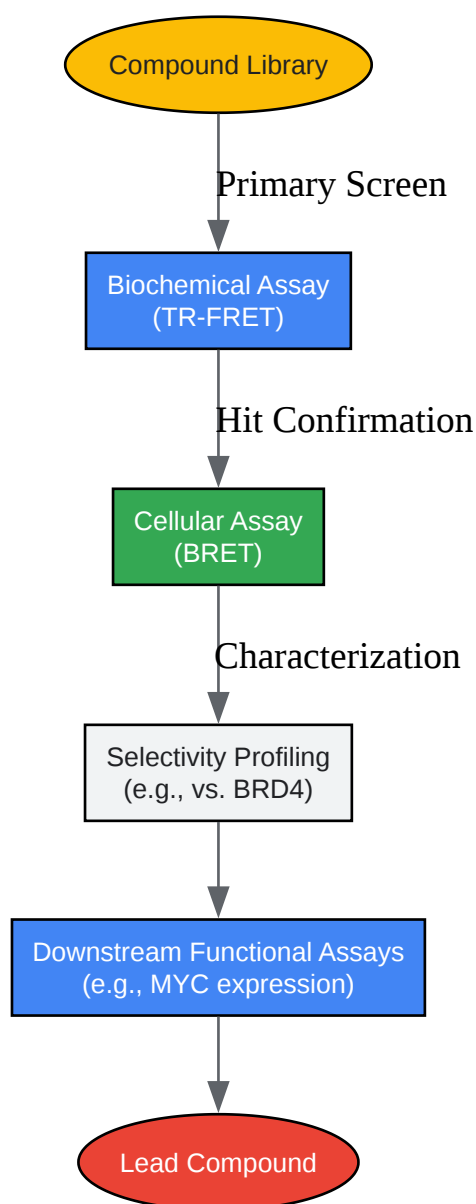 Compound Library
Primary Screen
Biochemical Assay
(TR-FRET)
Hit Confirmation
Cellular Assay
(BRET)
Characterization
Selectivity Profiling
(e.g., vs. BRD4)
Downstream Functional Assays
(e.g., MYC expression)
Lead Compound